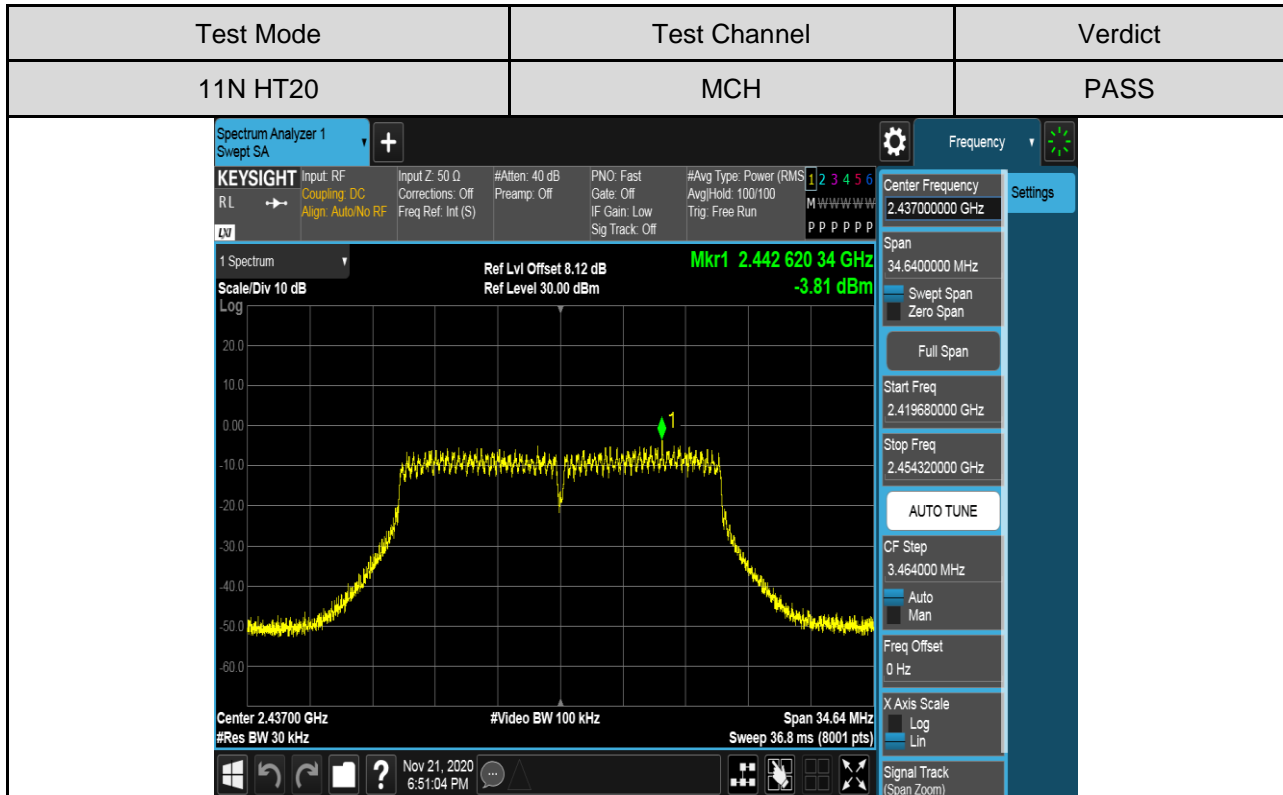 Test Mode Test Channel Verdict
11N HT20 MCH PASS
Spectrum Analyzer 1
Swept SA
+
Frequency
KEYSIGHT
RL
LXI
Input: RF
Coupling: DC
Align: Auto/No RF
Input Z: 50 Ω
Corrections: Off
Freq Ref: Int (S)
#Atten: 40 dB
Preamp: Off
PNO: Fast
Gate: Off
IF Gain: Low
Sig Track: Off
#Avg Type: Power (RMS
Avg|Hold: 100/100
Trig: Free Run
1 2 3 4 5 6
M W W W W W
P P P P P P
1 Spectrum
Scale/Div 10 dB
Ref Lvl Offset 8.12 dB
Ref Level 30.00 dBm
Mkr1 2.442 620 34 GHz
-3.81 dBm
Log
20.0
10.0
0.00
-10.0
-20.0
-30.0
-40.0
-50.0
-60.0
1
Center 2.43700 GHz
#Res BW 30 kHz
#Video BW 100 kHz
Span 34.64 MHz
Sweep 36.8 ms (8001 pts)
Nov 21, 2020
6:51:04 PM
?
Center Frequency
2.437000000 GHz
Settings
Span
34.6400000 MHz
Swept Span
Zero Span
Full Span
Start Freq
2.419680000 GHz
Stop Freq
2.454320000 GHz
AUTO TUNE
CF Step
3.464000 MHz
Auto
Man
Freq Offset
0 Hz
X Axis Scale
Log
Lin
Signal Track
(Span Zoom)